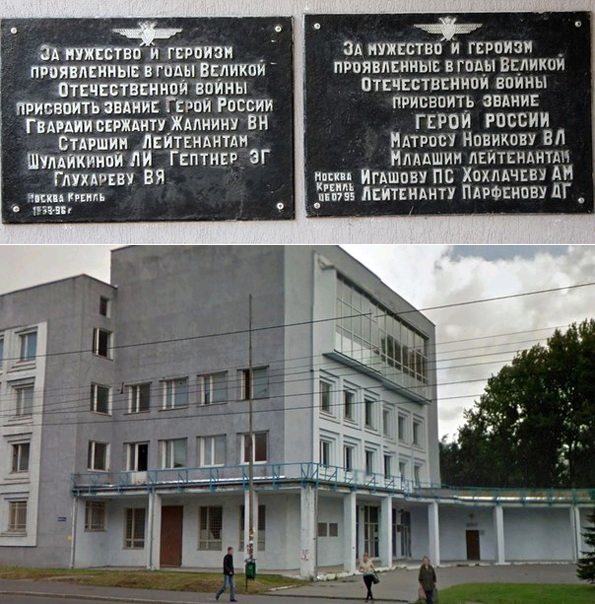 За мужество и героизм
проявленные в годы Великой
Отечественной войны
присвоить звание Герой России
Гвардии сержанту Жалнину ВН
Старшим Лейтенантам
Шулайкиной ЛИ Гептнер ЭГ
Глухареву ВЯ
Москва Кремль
За мужество и героизм
проявленные в годы Великой
Отечественной войны
присвоить звание
ГЕРОЙ РОССИИ
Матросу Новикову ВЛ
Младшим лейтенантам
Игашову ПС Хохлачеву АМ
Лейтенанту Парфенову ДГ
Москва
Кремль
06 07 95